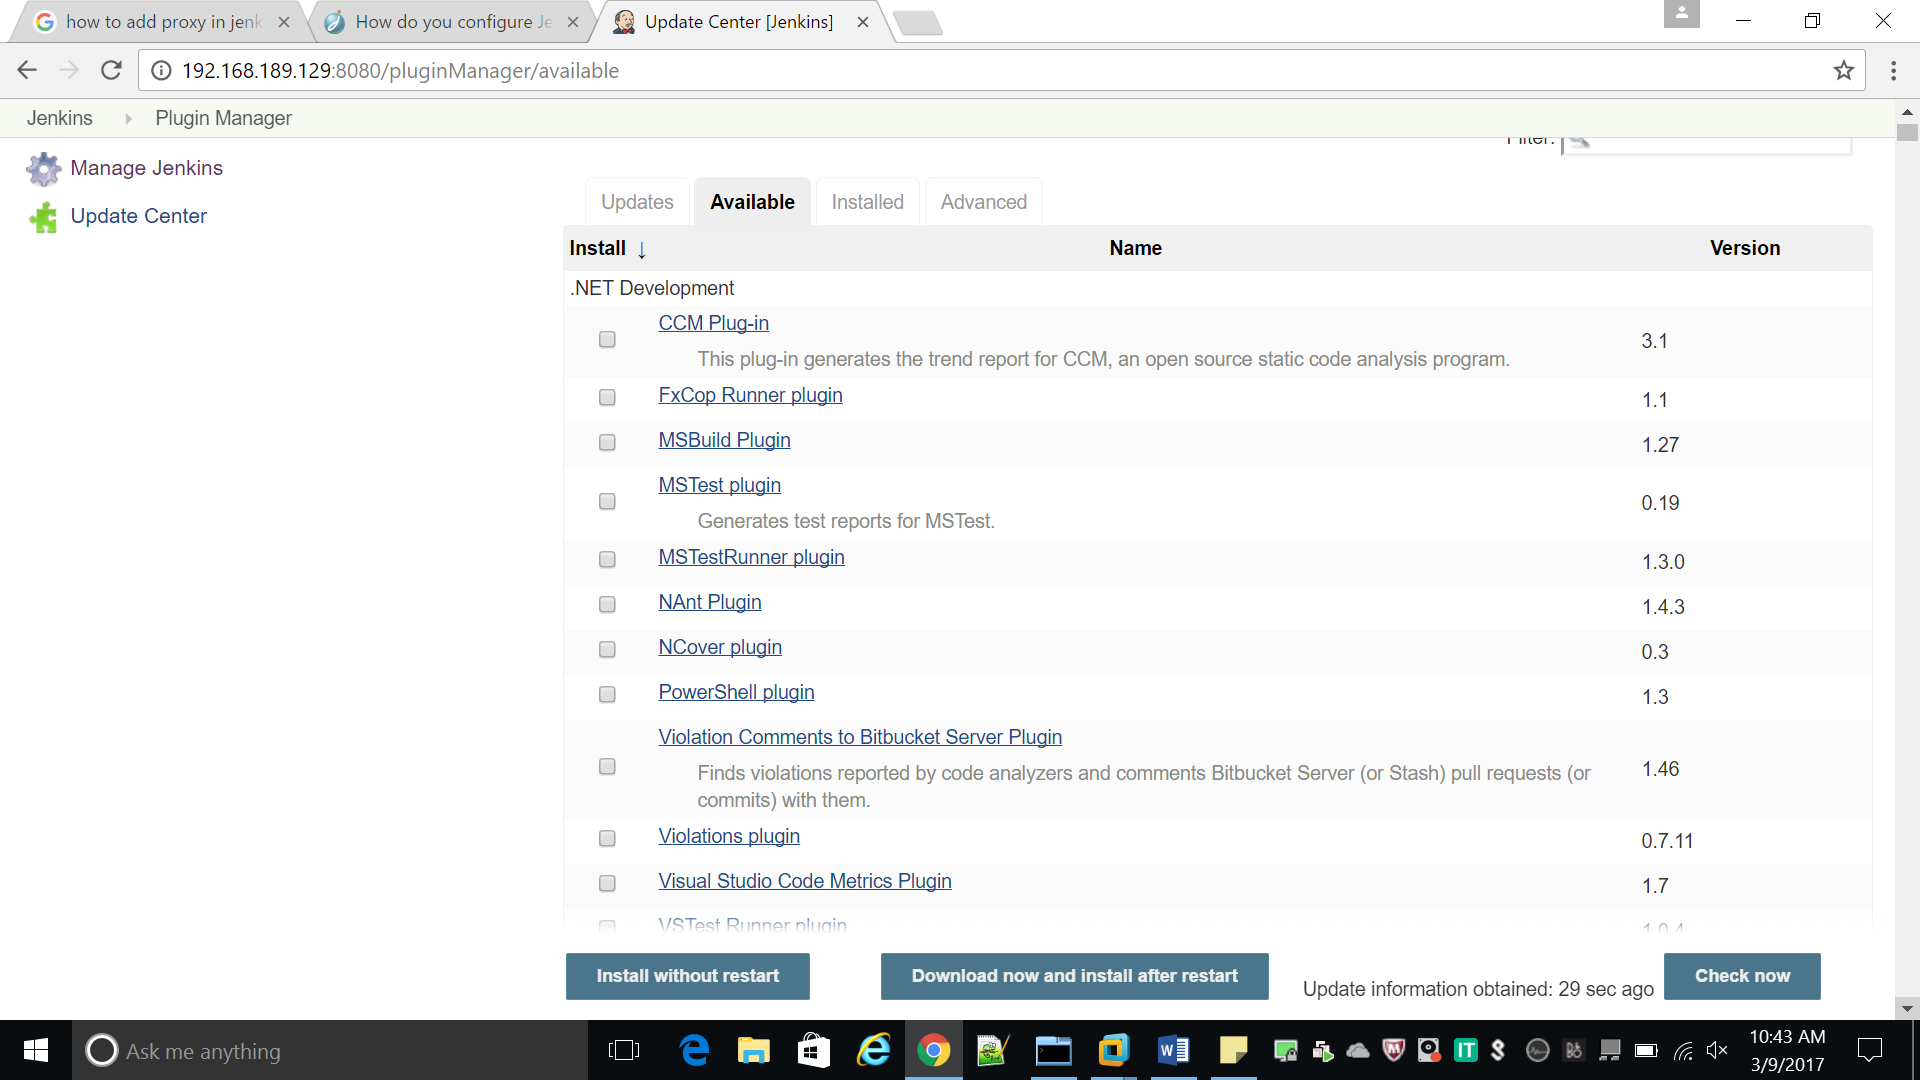 how to add proxy in jenk
How do you configure Je
Update Center [Jenkins]
192.168.189.129:8080/pluginManager/available
Jenkins
Plugin Manager
Filter:
Manage Jenkins
Update Center
Updates
Available
Installed
Advanced
Install ↓
Name
Version
.NET Development
CCM Plug-in
This plug-in generates the trend report for CCM, an open source static code analysis program.
3.1
FxCop Runner plugin
1.1
MSBuild Plugin
1.27
MSTest plugin
Generates test reports for MSTest.
0.19
MSTestRunner plugin
1.3.0
NAnt Plugin
1.4.3
NCover plugin
0.3
PowerShell plugin
1.3
Violation Comments to Bitbucket Server Plugin
Finds violations reported by code analyzers and comments Bitbucket Server (or Stash) pull requests (or
commits) with them.
1.46
Violations plugin
0.7.11
Visual Studio Code Metrics Plugin
1.7
VSTest Runner plugin
1.0.4
Install without restart
Download now and install after restart
Update information obtained: 29 sec ago
Check now
Ask me anything
IT
10:43 AM
3/9/2017